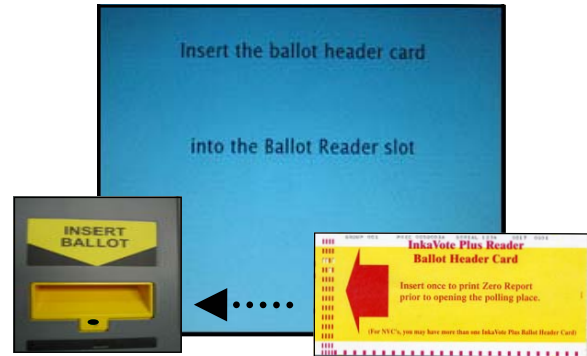 Insert the ballot header card
into the Ballot Reader slot
INSERT
BALLOT
InkaVote Plus Reader
Ballot Header Card
Insert once to print Zero Report
prior to opening the polling place.
(For NVC's, you may have more than one InkaVote Plus Ballot Header Card)